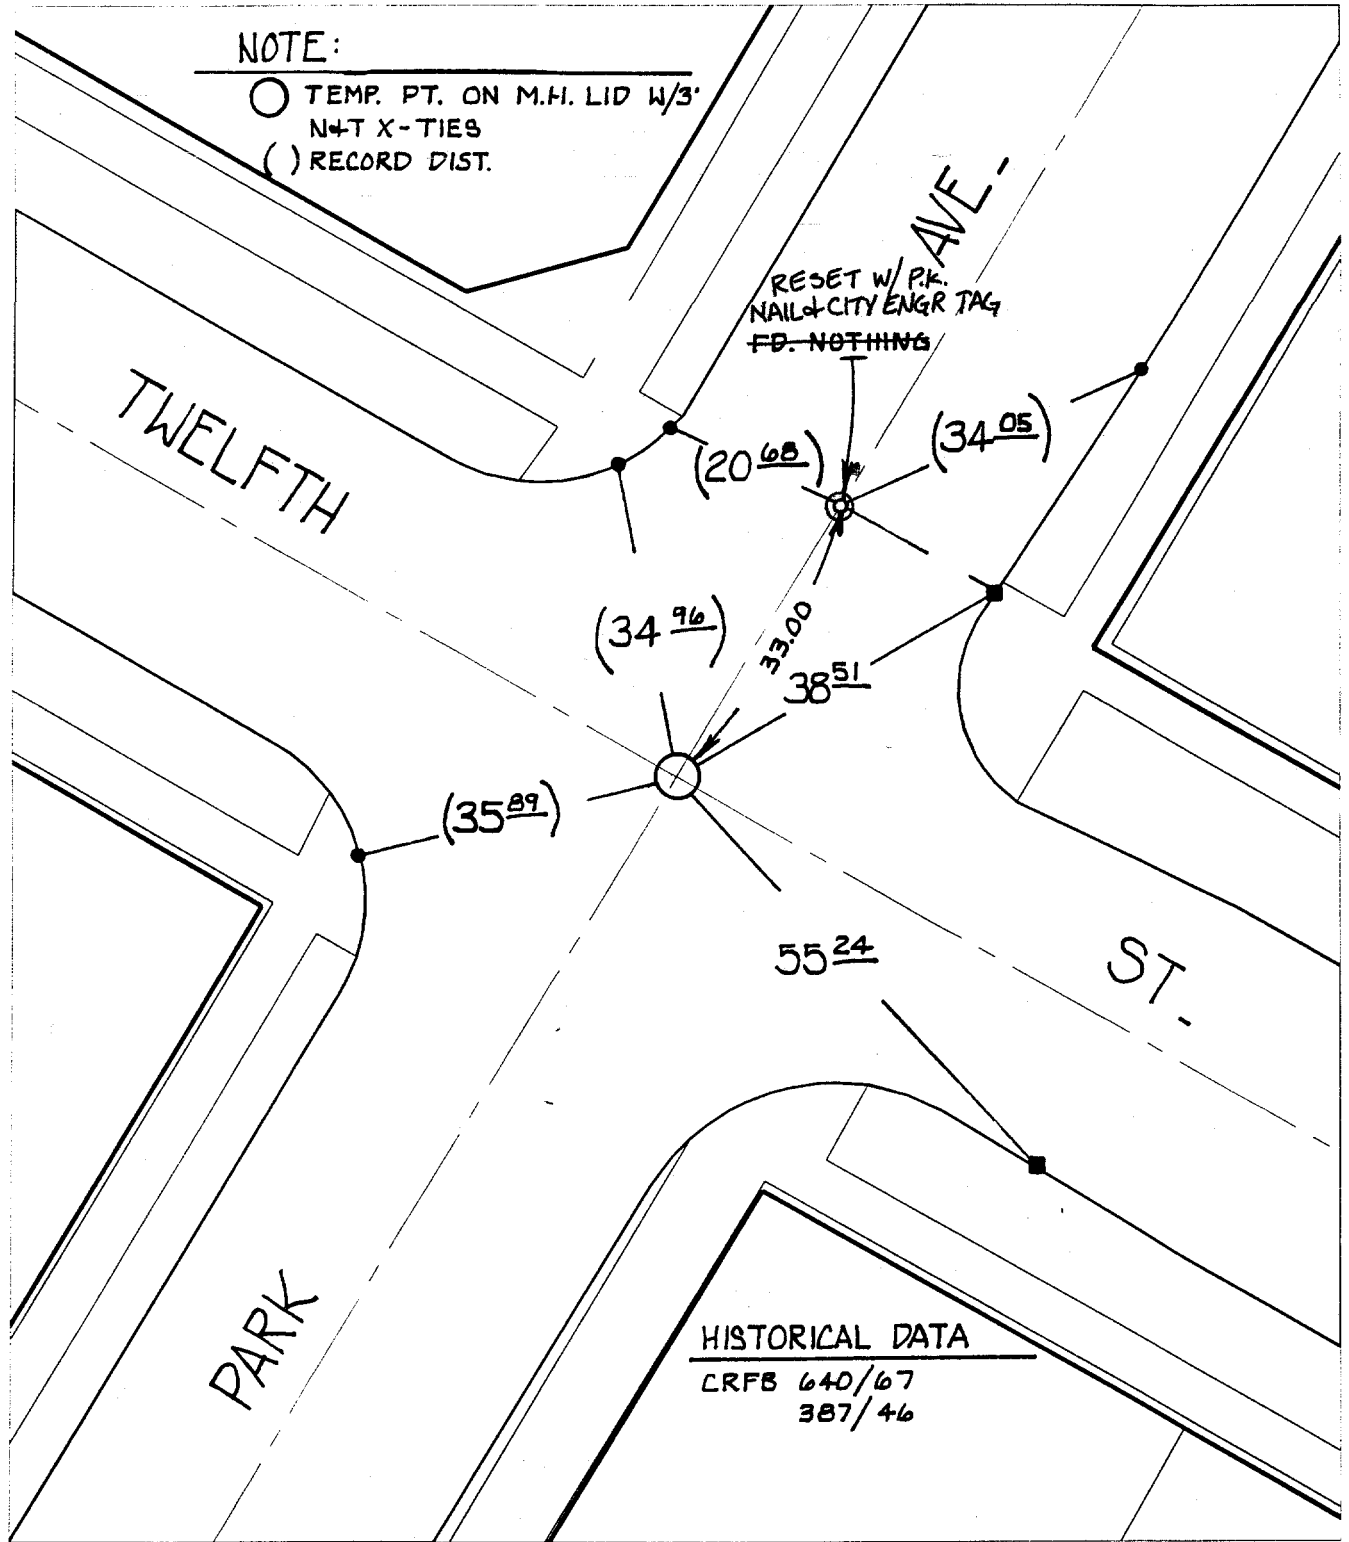 NOTE:
TEMP. PT. ON M.H. LID W/3'
N&T X-TIES
( ) RECORD DIST.
AVE.
RESET W/ P.K.
NAIL & CITY ENGR TAG
FD. NOTHING
TWELFTH
(20 68)
(34 05)
(34 96)
33.00
38 51
(35 89)
55 24
ST.
PARK
HISTORICAL DATA
CRFB 640/67
387/46